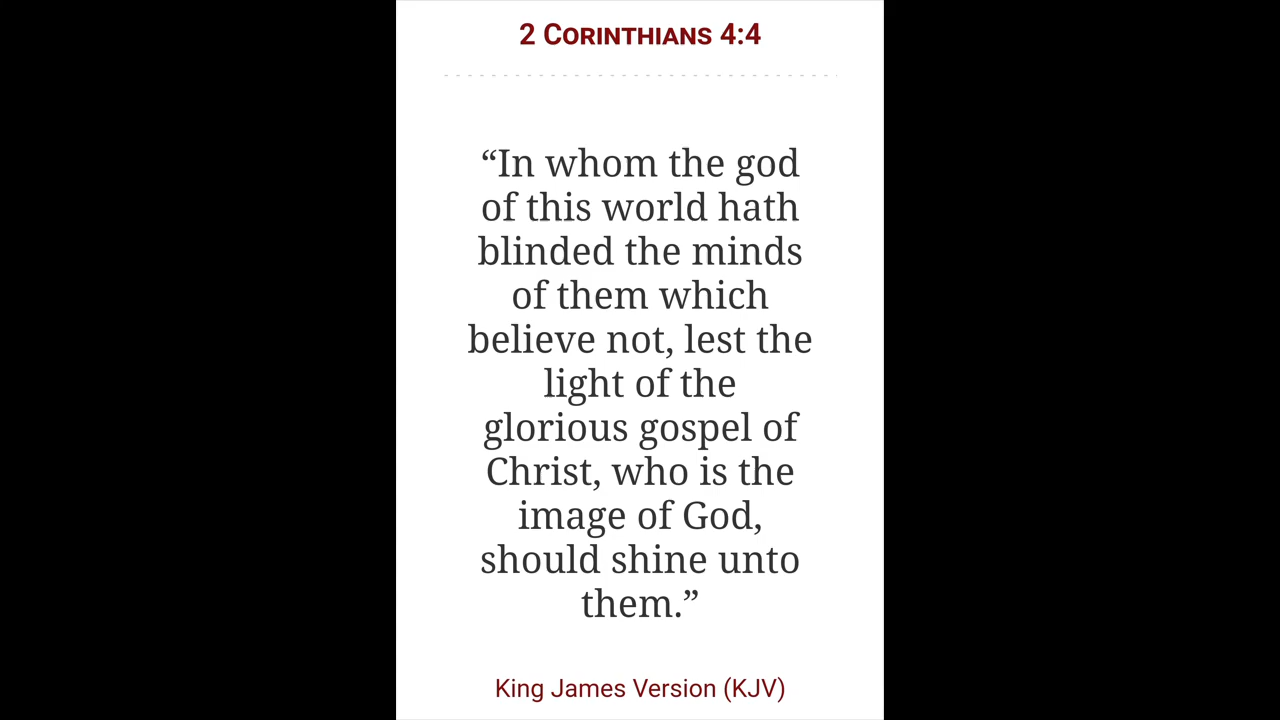 2 Corinthians 4:4
“In whom the god
of this world hath
blinded the minds
of them which
believe not, lest the
light of the
glorious gospel of
Christ, who is the
image of God,
should shine unto
them.”
King James Version (KJV)